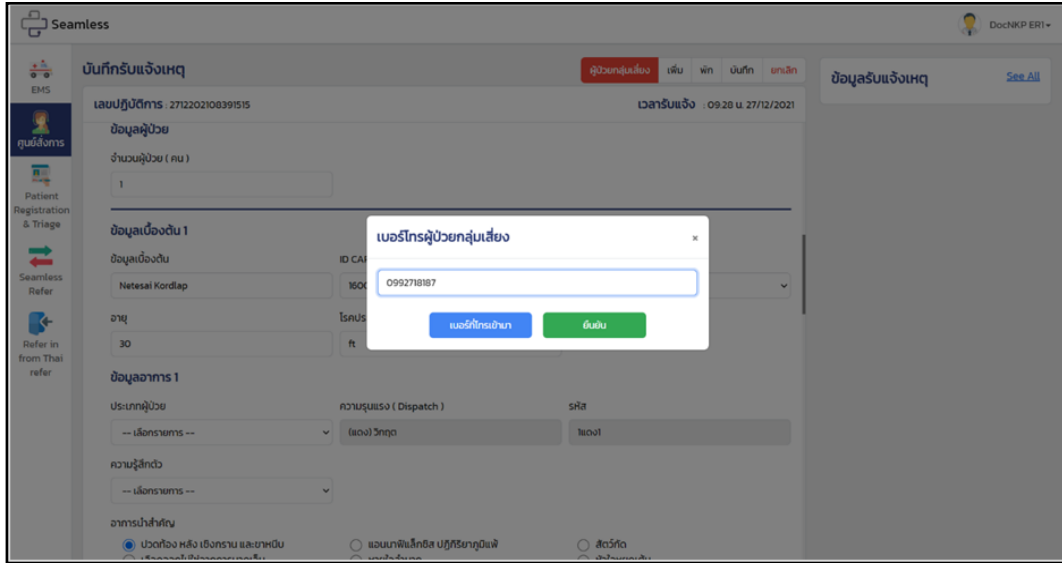 Seamless
DocNKP ER1
EMS
ศูนย์สั่งการ
Patient
Registration
& Triage
Seamless
Refer
Refer in
from Thai
refer
บันทึกรับแจ้งเหตุ
ผู้ป่วยกลุ่มเสี่ยง เพิ่ม พัก บันทึก ยกเลิก
ข้อมูลรับแจ้งเหตุ See All
เลขปฏิบัติการ : 2712202108391515 เวลารับแจ้ง : 09:28 น. 27/12/2021
ข้อมูลผู้ป่วย
จำนวนผู้ป่วย ( คน )
1
ข้อมูลเบื้องต้น 1
ข้อมูลเบื้องต้น ID CA
Netesai Kordlap 160
อายุ โรคประ
30 ft
เบอร์โทรผู้ป่วยกลุ่มเสี่ยง ×
0992718187
เบอร์ที่โทรเข้ามา ยืนยัน
ข้อมูลอาการ 1
ประเภทผู้ป่วย ความรุนแรง ( Dispatch ) รหัส
-- เลือกรายการ -- (แดง) วิกฤต 1แดง1
ความรู้สึกตัว
-- เลือกรายการ --
อาการนำสำคัญ
ปวดท้อง หลัง เชิงกราน และขาหนีบ แอนนาฟิแล็กซิส ปฏิกิริยาภูมิแพ้ สัตว์กัด